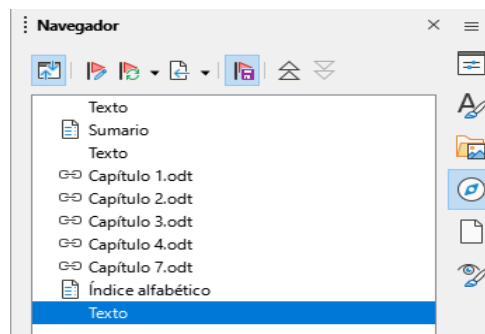 Navegador
Texto
Sumario
Texto
Capítulo 1.odt
Capítulo 2.odt
Capítulo 3.odt
Capítulo 4.odt
Capítulo 7.odt
Índice alfabético
Texto